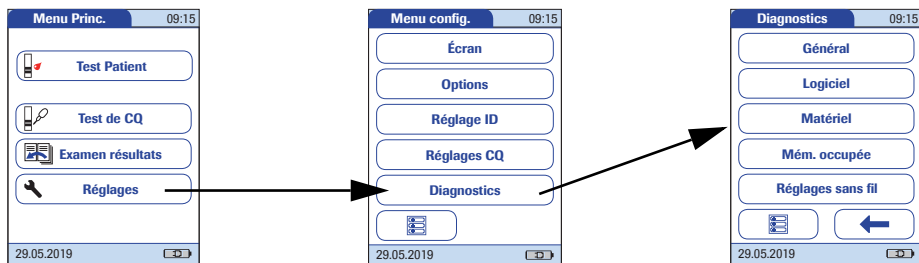 Menu Princ. 09:15
Test Patient
Test de CQ
Examen résultats
Réglages
29.05.2019
Menu config. 09:15
Écran
Options
Réglage ID
Réglages CQ
Diagnostics
29.05.2019
Diagnostics 09:15
Général
Logiciel
Matériel
Mém. occupée
Réglages sans fil
29.05.2019